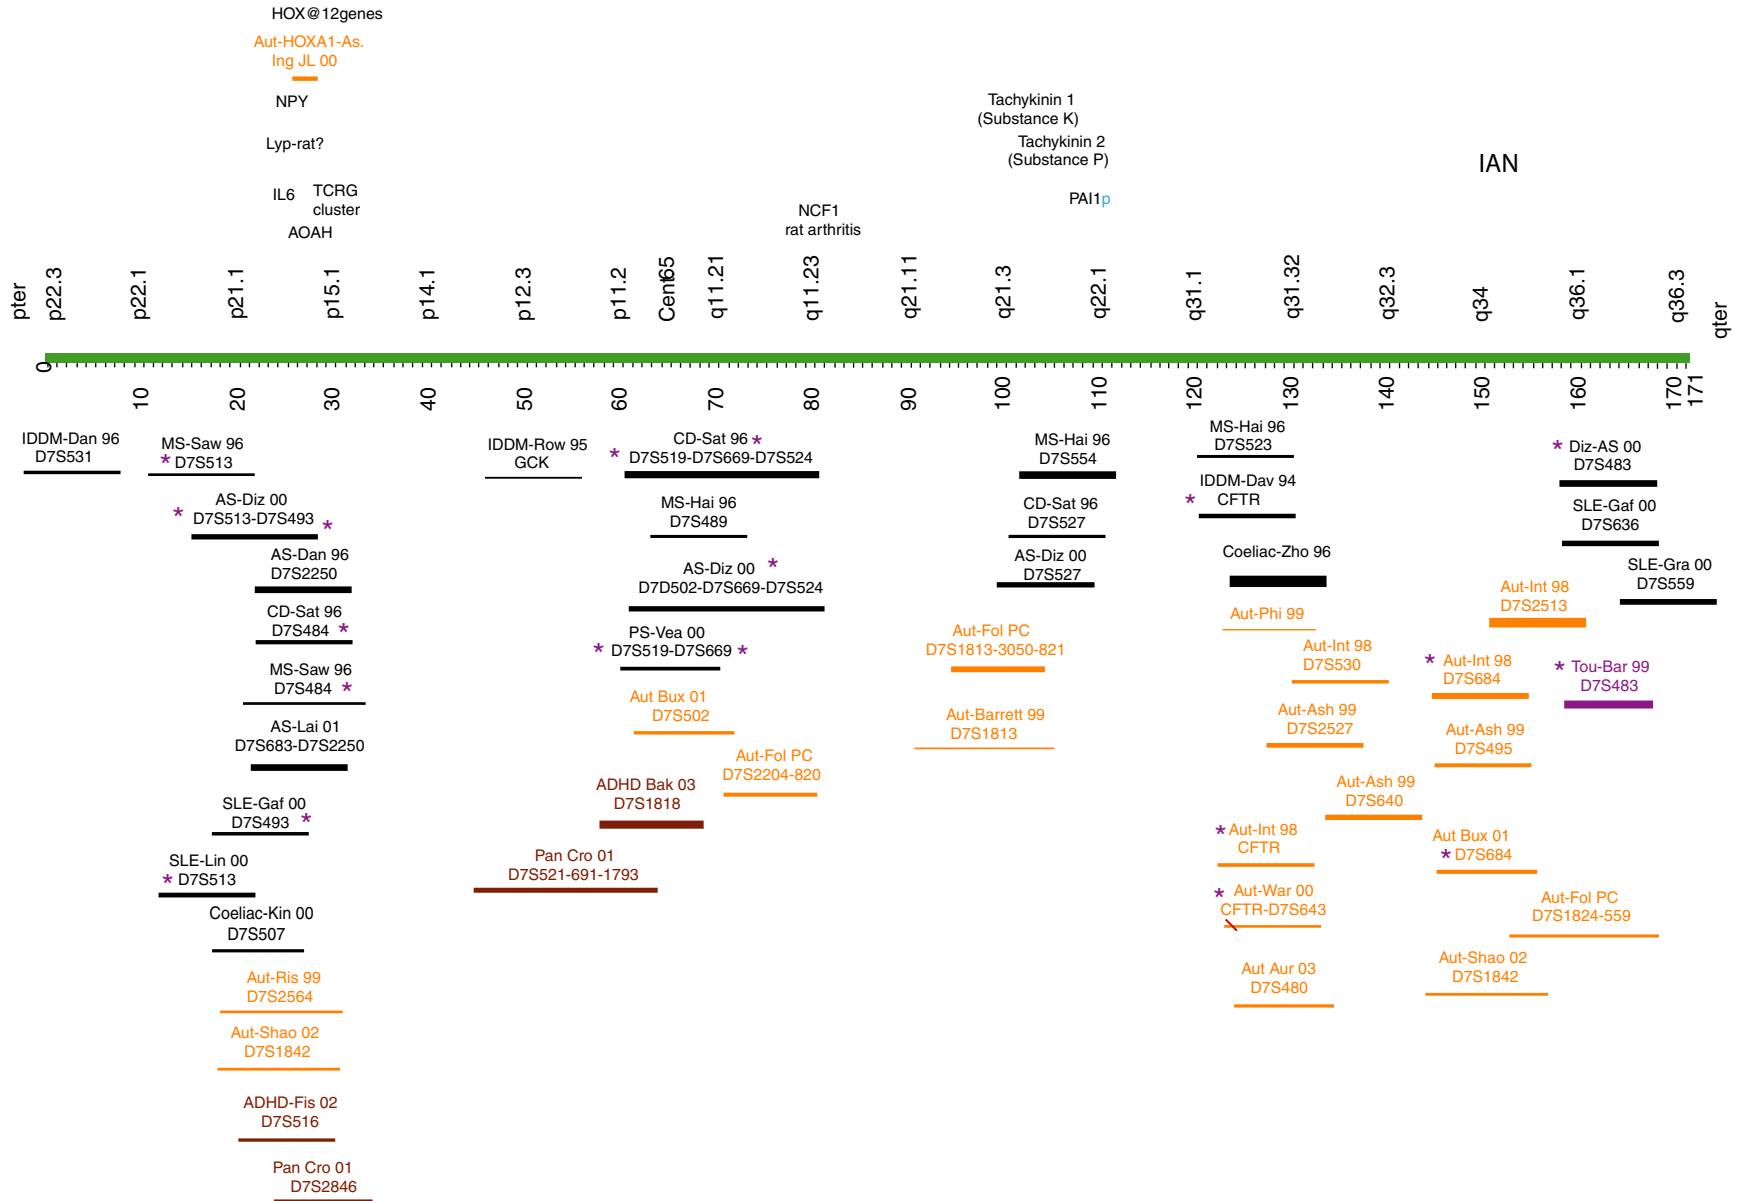 HOX@12genes
Aut-HOXA1-As.
Ing JL 00
NPY
Lyp-rat?
IL6
TCRG
cluster
AOAH
NCF1
rat arthritis
Tachykinin 1
(Substance K)
Tachykinin 2
(Substance P)
PAI1p
IAN
pter
p22.3
p22.1
p21.1
p15.1
p14.1
p12.3
p11.2
Cent65
q11.21
q11.23
q21.11
q21.3
q22.1
q31.1
q31.32
q32.3
q34
q36.1
q36.3
qter
0
10
20
30
40
50
60
70
80
90
100
110
120
130
140
150
160
170
171
IDDM-Dan 96
D7S531
MS-Saw 96
* D7S513
AS-Diz 00
* D7S513-D7S493 *
AS-Dan 96
D7S2250
CD-Sat 96
D7S484 *
MS-Saw 96
D7S484 *
AS-Lai 01
D7S683-D7S2250
SLE-Gaf 00
D7S493 *
SLE-Lin 00
* D7S513
Coeliac-Kin 00
D7S507
Aut-Ris 99
D7S2564
Aut-Shao 02
D7S1842
ADHD-Fis 02
D7S516
Pan Cro 01
D7S2846
IDDM-Row 95
GCK
CD-Sat 96 *
* D7S519-D7S669-D7S524
MS-Hai 96
D7S489
AS-Diz 00 *
D7D502-D7S669-D7S524
PS-Vea 00
* D7S519-D7S669 *
Aut Bux 01
D7S502
Aut-Fol PC
D7S2204-820
ADHD Bak 03
D7S1818
Pan Cro 01
D7S521-691-1793
MS-Hai 96
D7S554
CD-Sat 96
D7S527
AS-Diz 00
D7S527
Aut-Fol PC
D7S1813-3050-821
Aut-Barrett 99
D7S1813
MS-Hai 96
D7S523
IDDM-Dav 94
* CFTR
Coeliac-Zho 96
Aut-Phi 99
Aut-Int 98
D7S530
Aut-Ash 99
D7S2527
Aut-Ash 99
D7S640
* Aut-Int 98
CFTR
* Aut-War 00
CFTR-D7S643
Aut Aur 03
D7S480
* Diz-AS 00
D7S483
SLE-Gaf 00
D7S636
SLE-Gra 00
D7S559
Aut-Int 98
D7S2513
* Aut-Int 98
D7S684
* Tou-Bar 99
D7S483
Aut-Ash 99
D7S495
Aut Bux 01
* D7S684
Aut-Fol PC
D7S1824-559
Aut-Shao 02
D7S1842